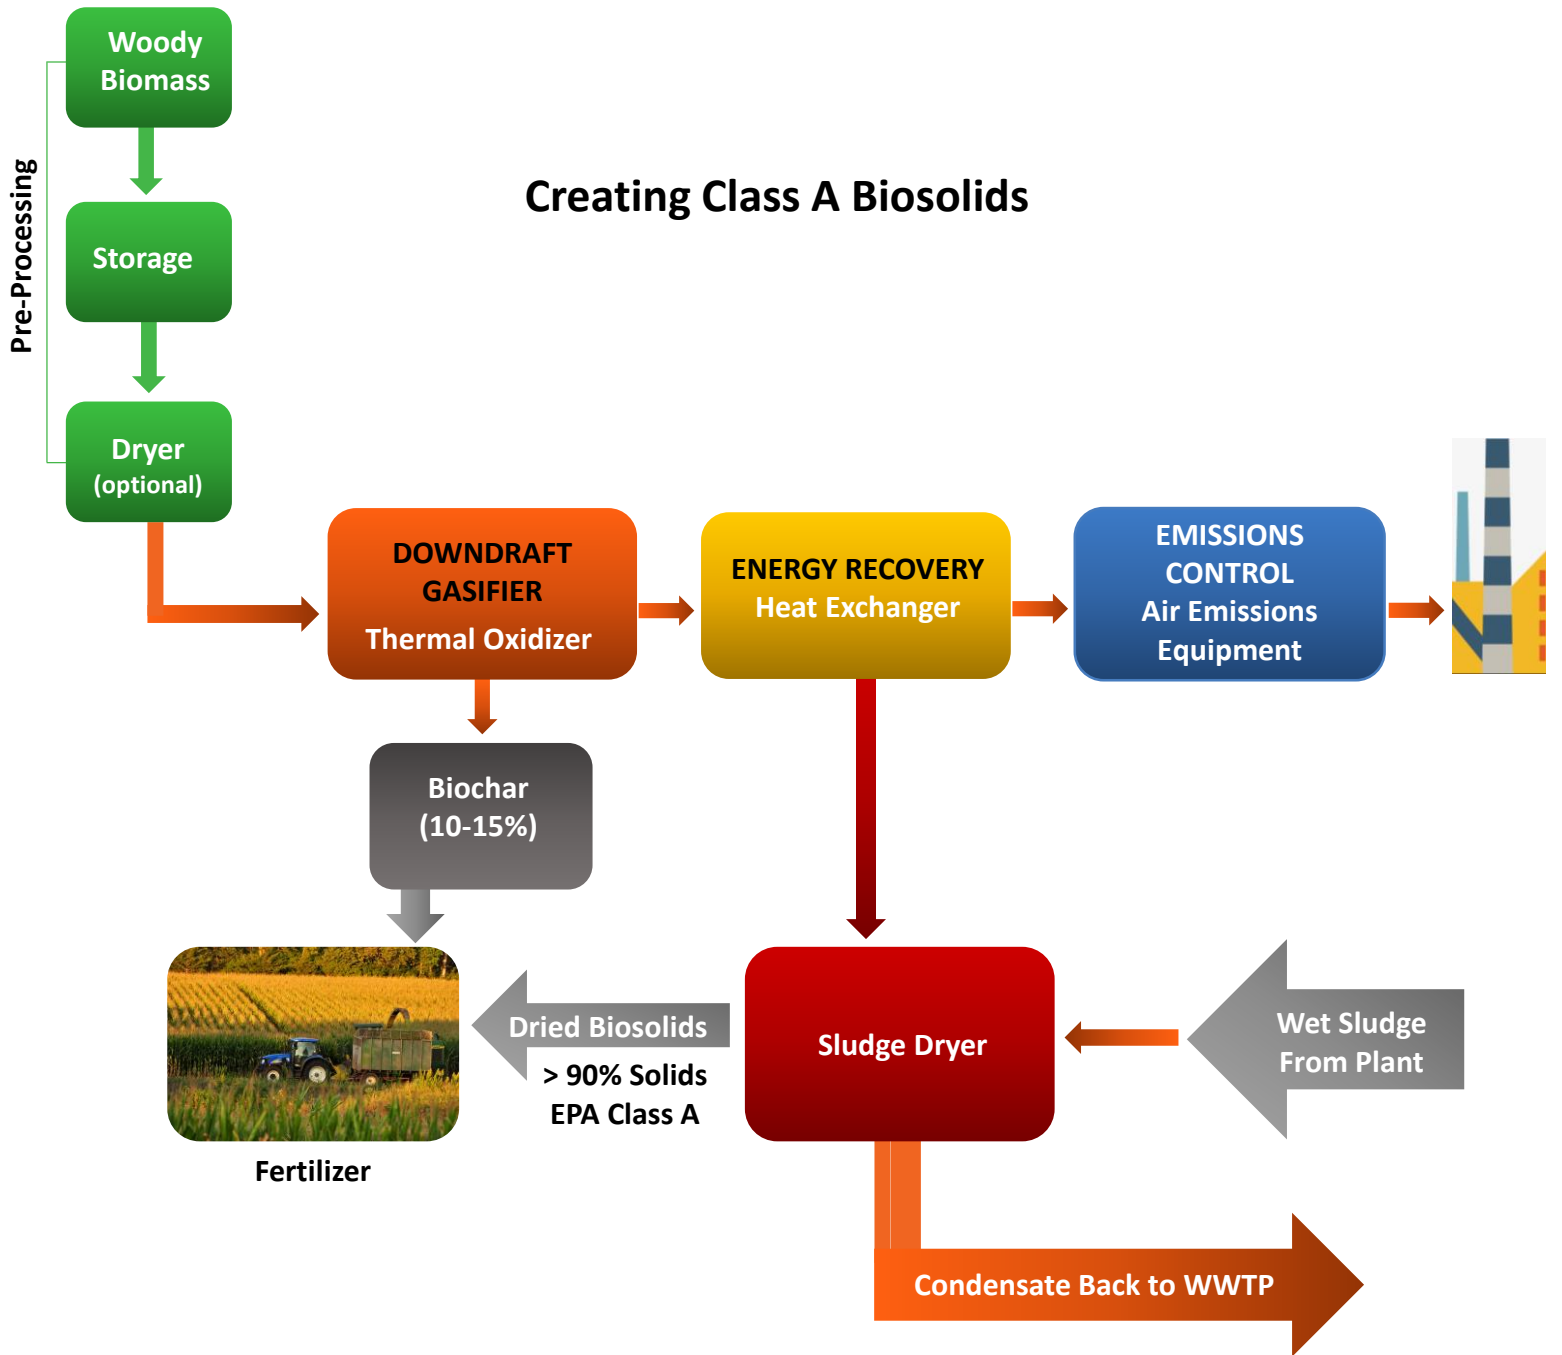 Woody
Biomass
Pre-Processing
Creating Class A Biosolids
Storage
Dryer
(optional)
DOWNDRAFT
GASIFIER
Thermal Oxidizer
ENERGY RECOVERY
Heat Exchanger
EMISSIONS
CONTROL
Air Emissions
Equipment
Biochar
(10-15%)
Dried Biosolids
> 90% Solids
EPA Class A
Sludge Dryer
Wet Sludge
From Plant
Fertilizer
Condensate Back to WWTP